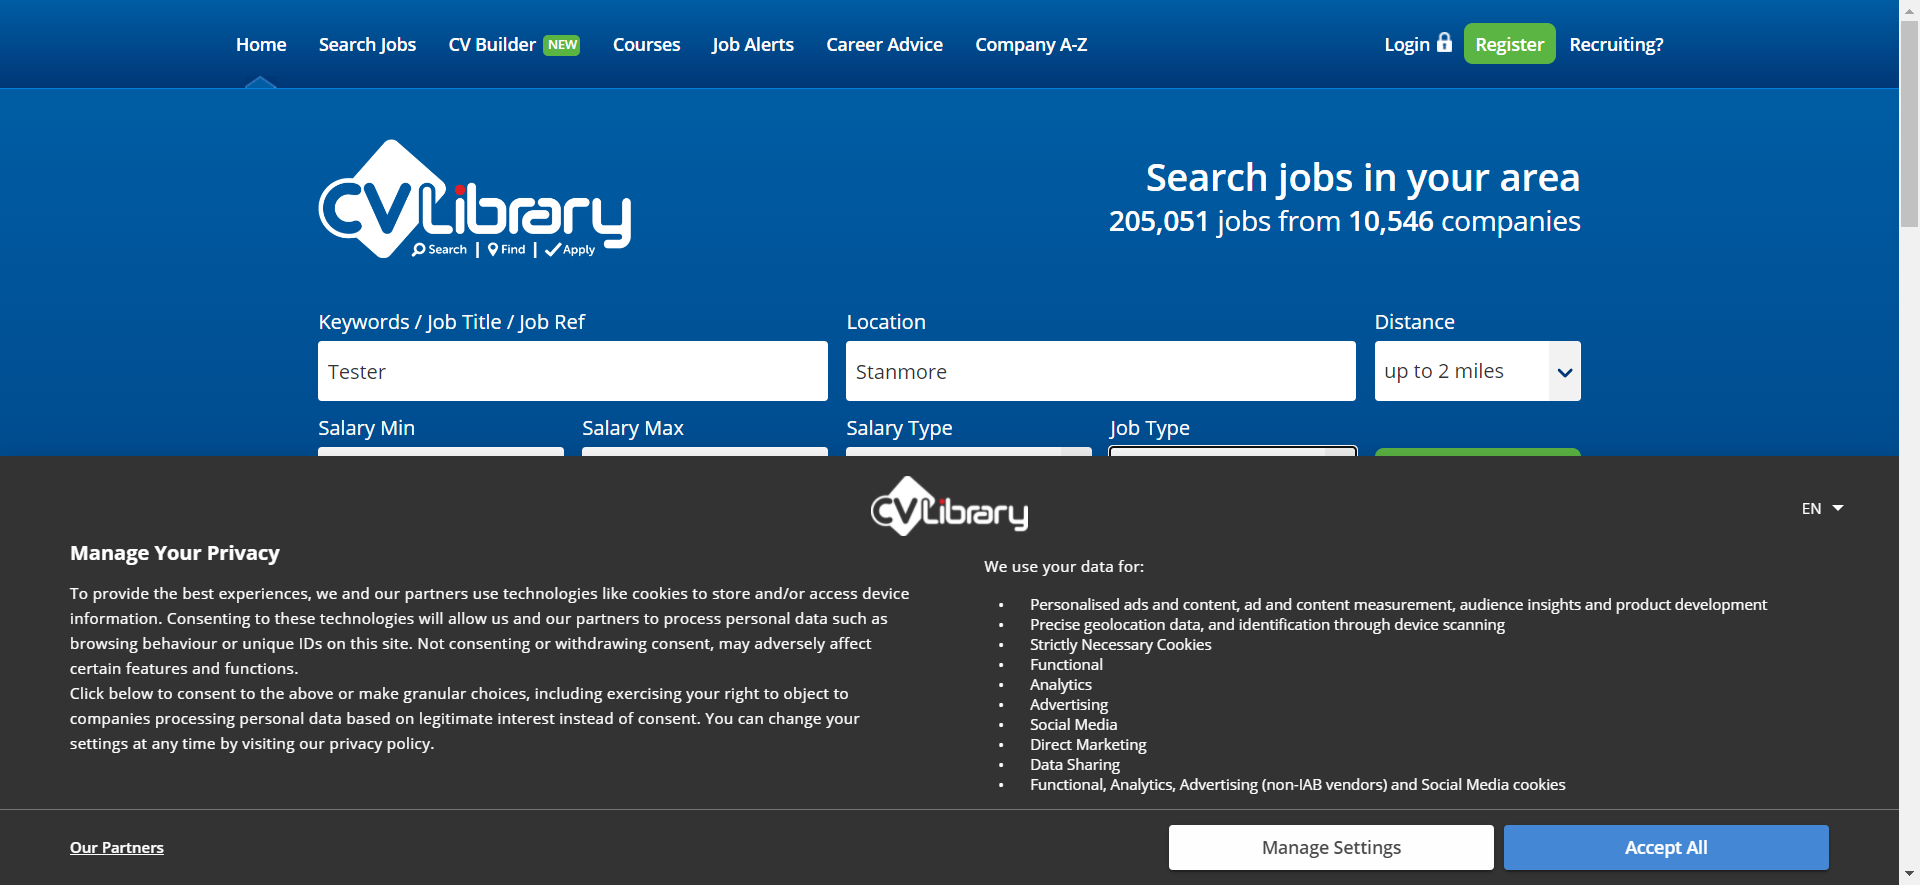 Home Search Jobs CV Builder NEW Courses Job Alerts Career Advice Company A-Z Login Register Recruiting?
CVLibrary
Search | Find | Apply
Search jobs in your area
205,051 jobs from 10,546 companies
Keywords / Job Title / Job Ref Location Distance
Tester Stanmore up to 2 miles
Salary Min Salary Max Salary Type Job Type
CVLibrary
EN
Manage Your Privacy
To provide the best experiences, we and our partners use technologies like cookies to store and/or access device
information. Consenting to these technologies will allow us and our partners to process personal data such as
browsing behaviour or unique IDs on this site. Not consenting or withdrawing consent, may adversely affect
certain features and functions.
Click below to consent to the above or make granular choices, including exercising your right to object to
companies processing personal data based on legitimate interest instead of consent. You can change your
settings at any time by visiting our privacy policy.
We use your data for:
• Personalised ads and content, ad and content measurement, audience insights and product development
• Precise geolocation data, and identification through device scanning
• Strictly Necessary Cookies
• Functional
• Analytics
• Advertising
• Social Media
• Direct Marketing
• Data Sharing
• Functional, Analytics, Advertising (non-IAB vendors) and Social Media cookies
Our Partners Manage Settings Accept All